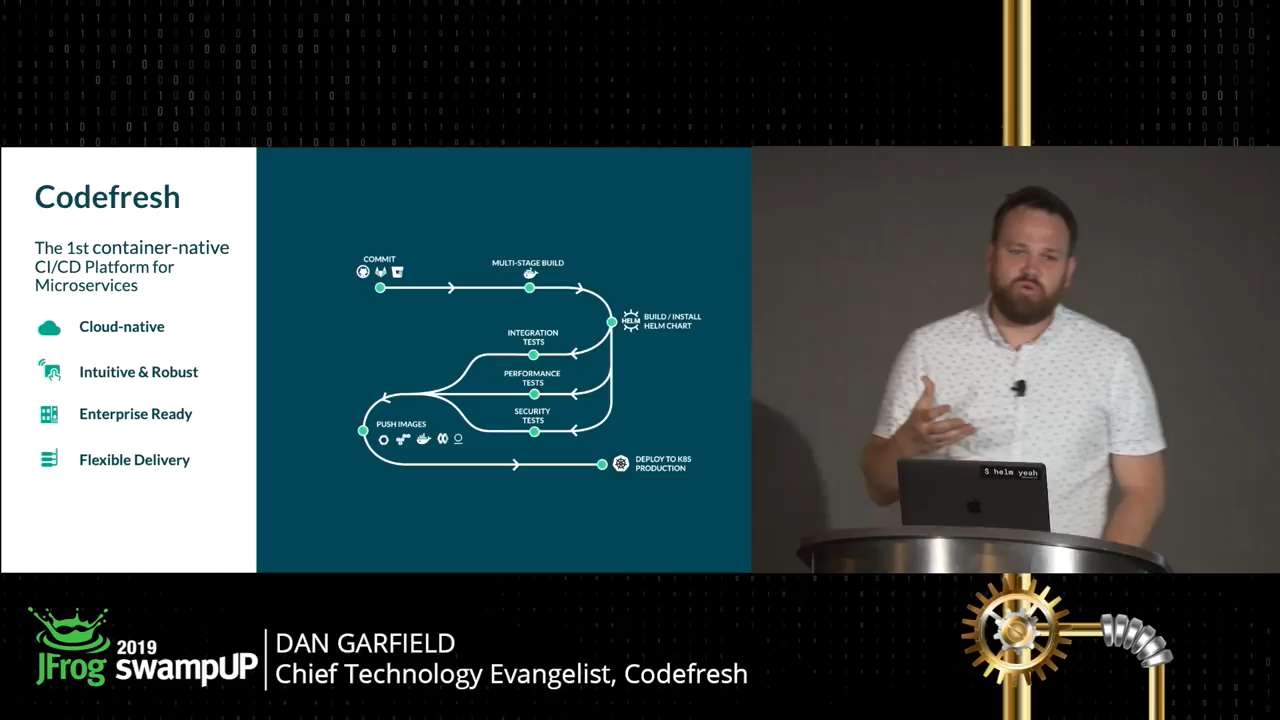 Codefresh
The 1st container-native
CI/CD Platform for
Microservices
Cloud-native
Intuitive & Robust
Enterprise Ready
Flexible Delivery
COMMIT
MULTI-STAGE BUILD
HELM
BUILD / INSTALL
HELM CHART
INTEGRATION
TESTS
PERFORMANCE
TESTS
SECURITY
TESTS
PUSH IMAGES
DEPLOY TO K8S
PRODUCTION
$ helm yeah
JFrog
2019
swampUP
DAN GARFIELD
Chief Technology Evangelist, Codefresh